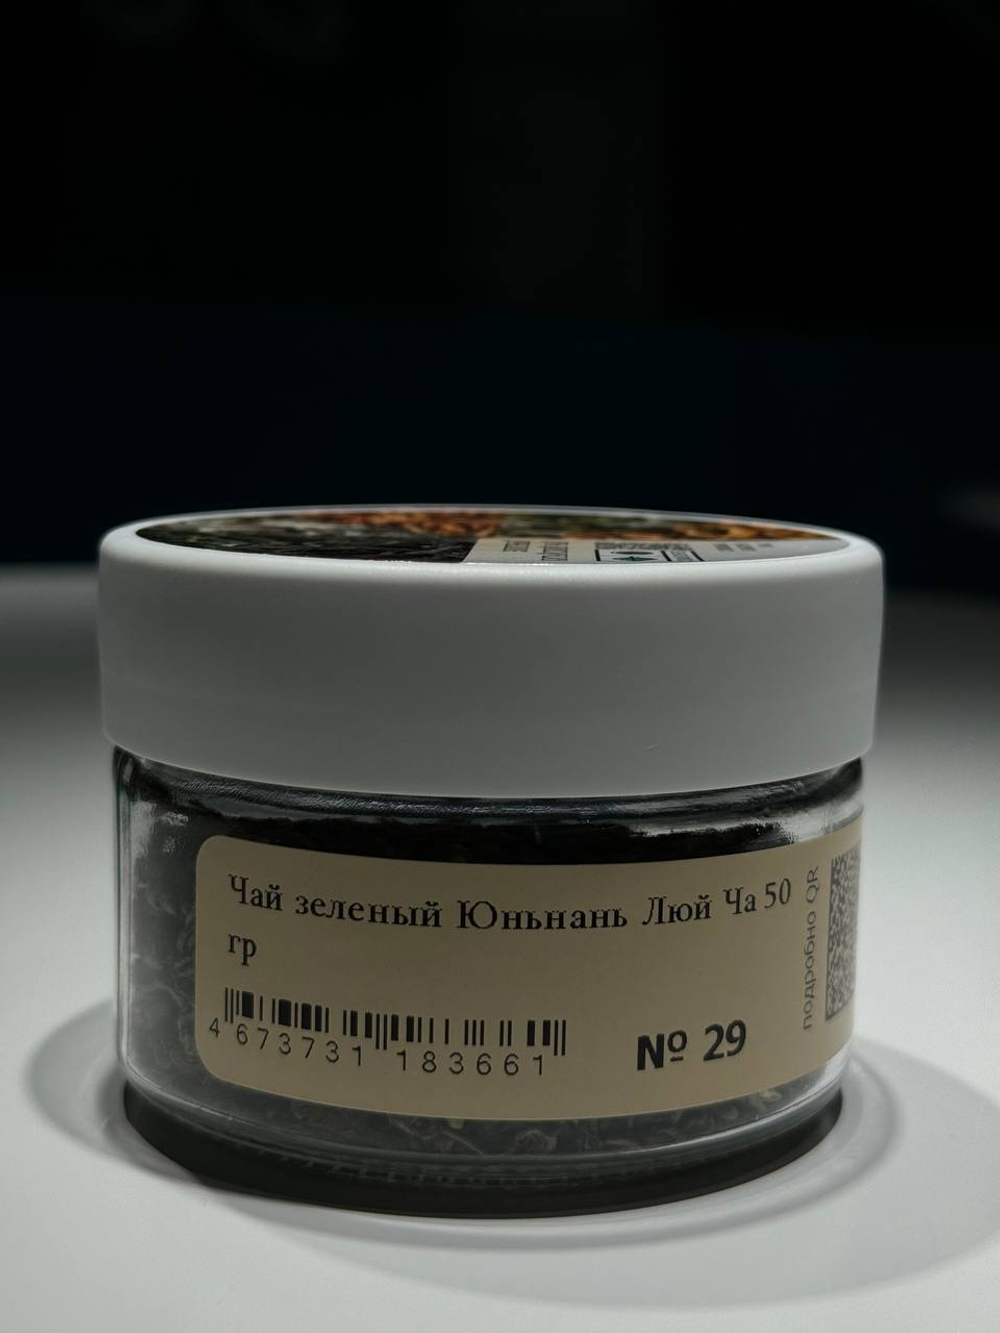 Чай зеленый Юньнань Люй Ча 50
гр
4 673731 183661
№ 29
подробно QR